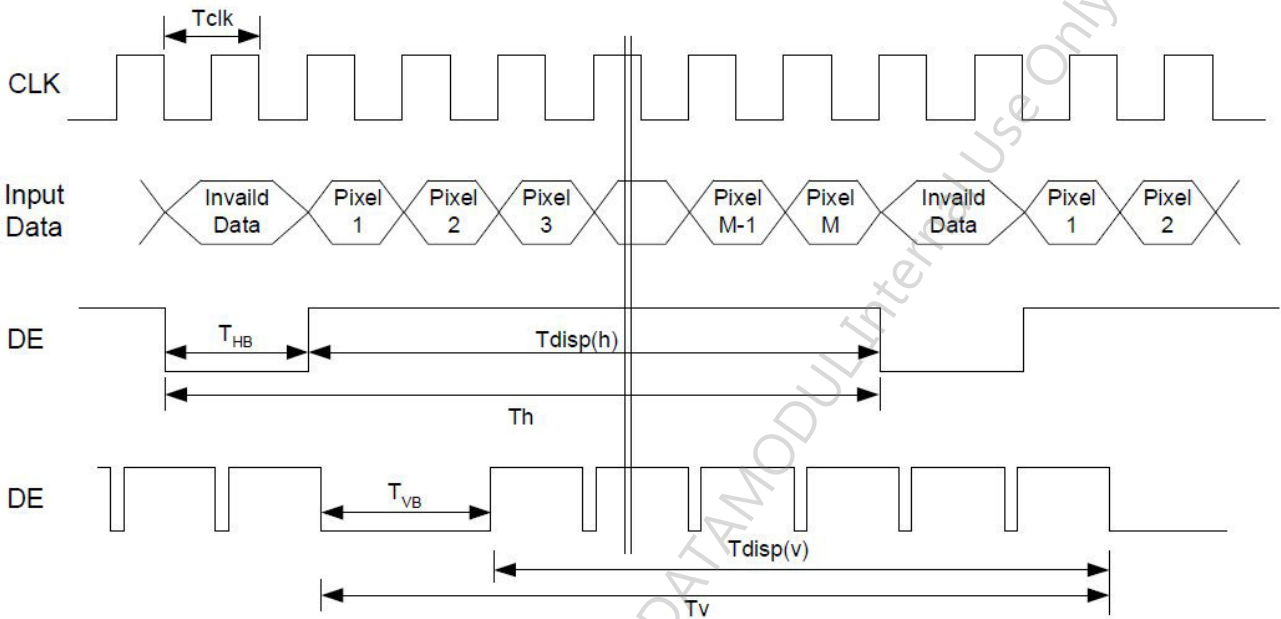 Tclk
CLK
Input
Data
Invaild
Data
Pixel
1
Pixel
2
Pixel
3
Pixel
M-1
Pixel
M
Invaild
Data
Pixel
1
Pixel
2
DE
THB
Tdisp(h)
Th
DE
TVB
Tdisp(v)
Tv
DATAMODUL Internal Use Only